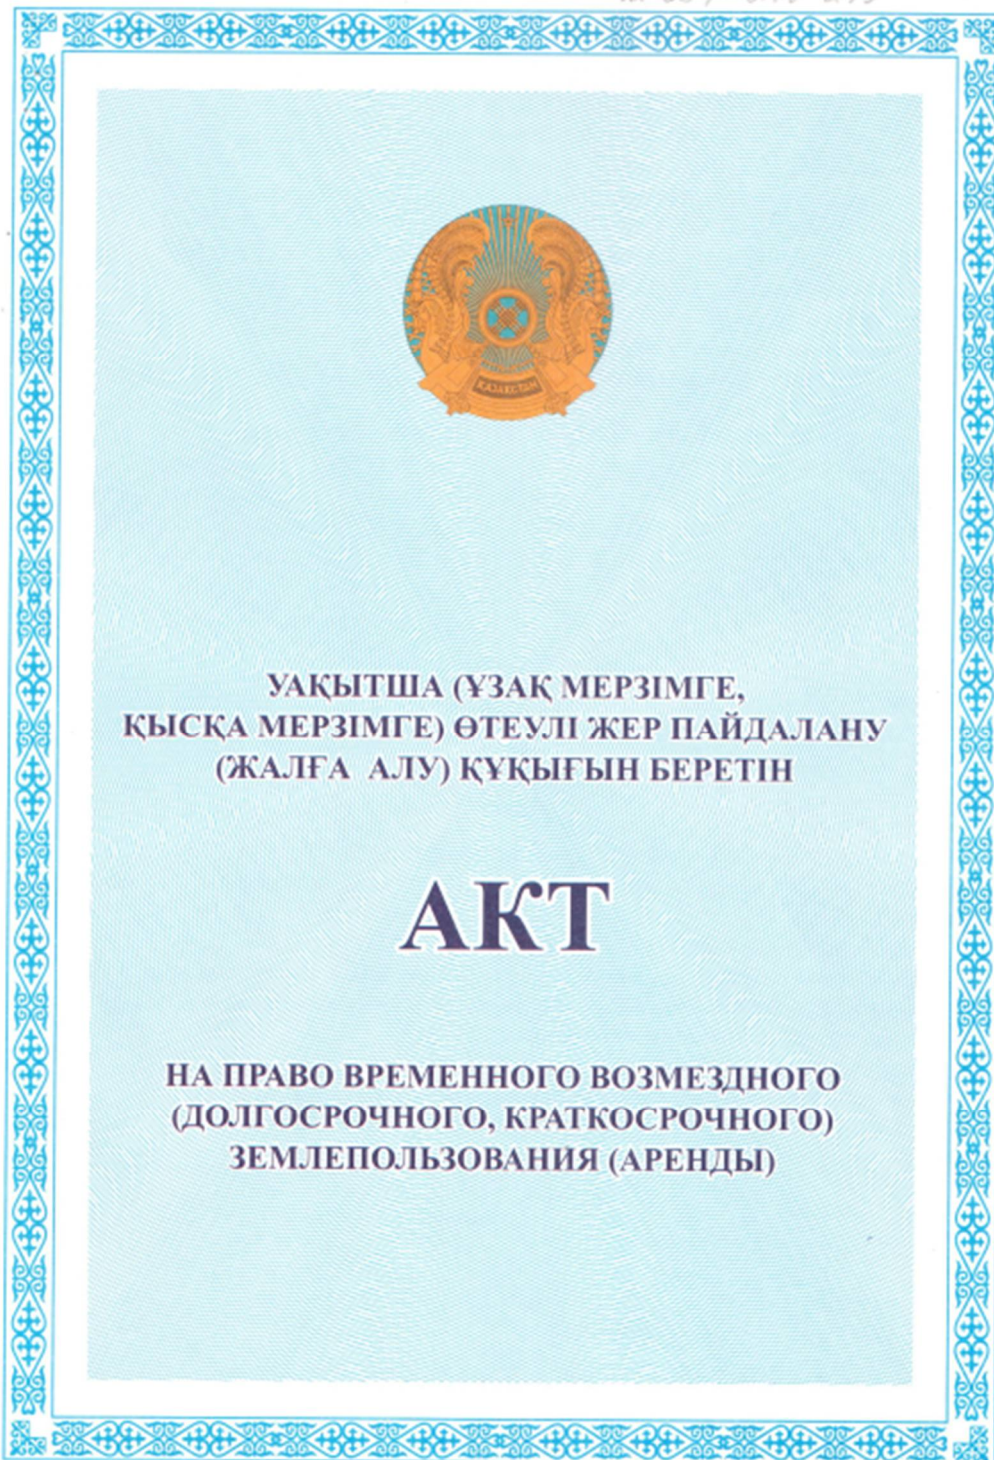 ҚАЗАҚСТАН
УАҚЫТША (ҰЗАҚ МЕРЗІМГЕ,
ҚЫСҚА МЕРЗІМГЕ) ӨТЕУЛІ ЖЕР ПАЙДАЛАНУ
(ЖАЛҒА АЛУ) ҚҰҚЫҒЫН БЕРЕТІН
АКТ
НА ПРАВО ВРЕМЕННОГО ВОЗМЕЗДНОГО
(ДОЛГОСРОЧНОГО, КРАТКОСРОЧНОГО)
ЗЕМЛЕПОЛЬЗОВАНИЯ (АРЕНДЫ)